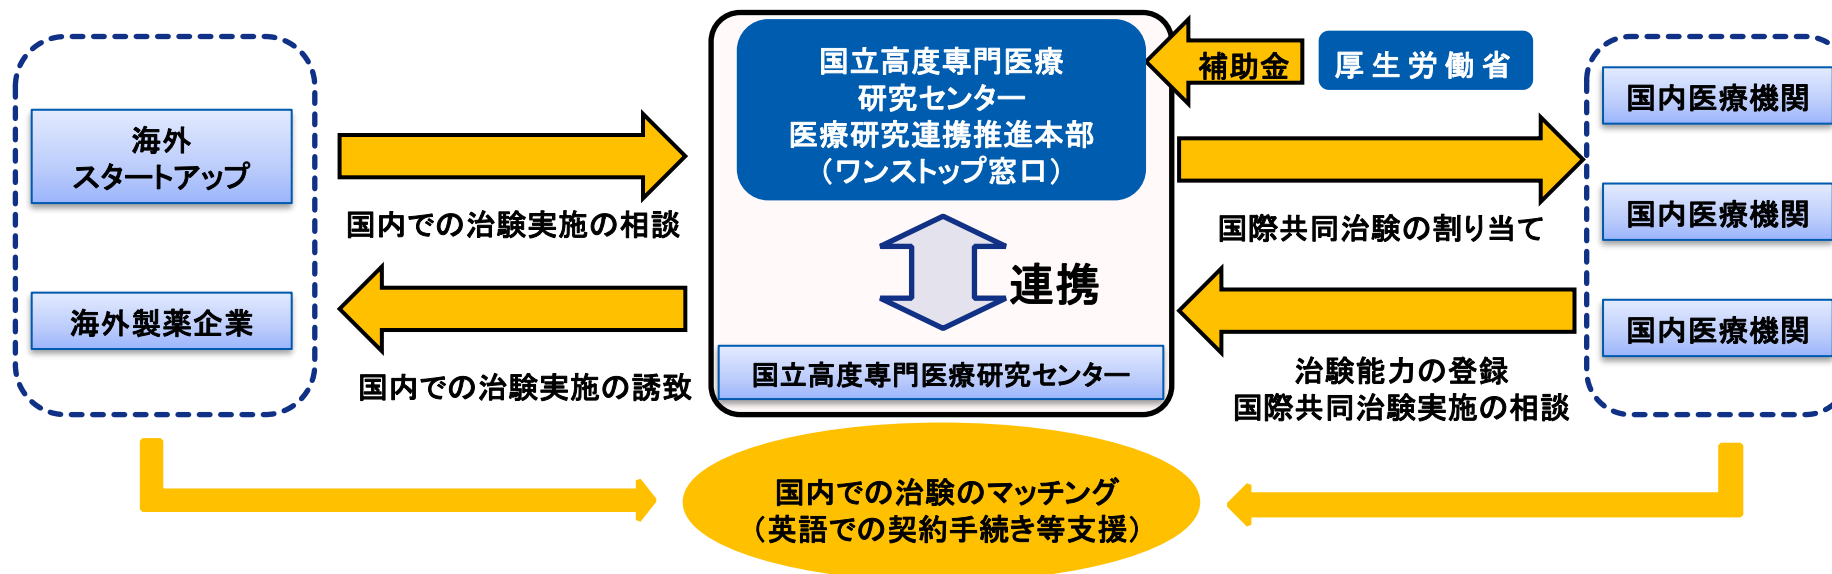 海外
スタートアップ
海外製薬企業
国内での治験実施の相談
国内での治験実施の誘致
国立高度専門医療
研究センター
医療研究連携推進本部
（ワンストップ窓口）
連携
国立高度専門医療研究センター
補助金
厚生労働省
国際共同治験の割り当て
治験能力の登録
国際共同治験実施の相談
国内医療機関
国内医療機関
国内医療機関
国内での治験のマッチング
（英語での契約手続き等支援）